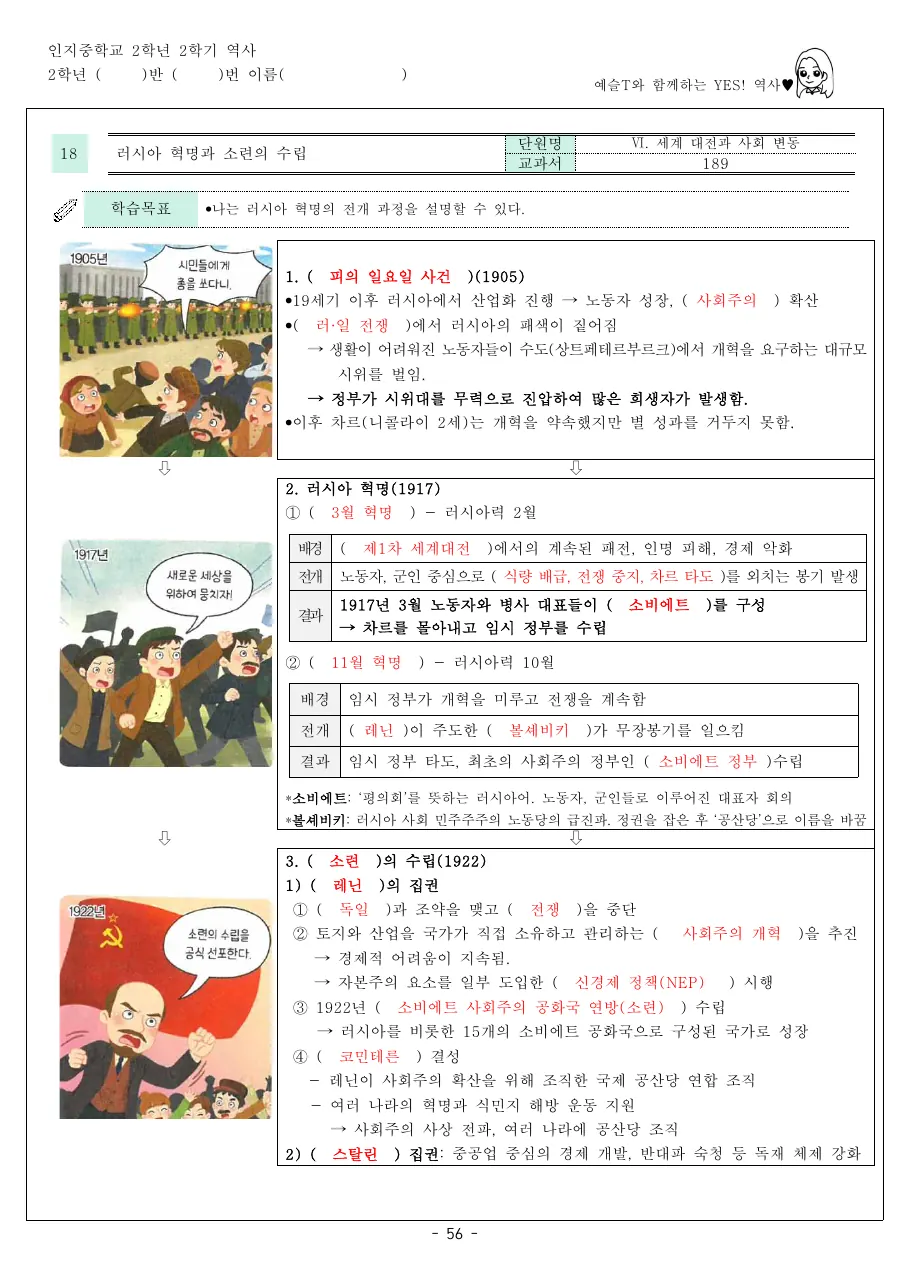 인지중학교 2학년 2학기 역사
2학년 (     )반 (     )번 이름(               )
예슬T와 함께하는 YES! 역사♥
18
러시아 혁명과 소련의 수립
단원명
Ⅵ. 세계 대전과 사회 변동
교과서
189
학습목표
•나는 러시아 혁명의 전개 과정을 설명할 수 있다.
1905년
시민들에게
총을 쏘다니.
1. (  피의 일요일 사건  )(1905)
•19세기 이후 러시아에서 산업화 진행 → 노동자 성장, ( 사회주의  ) 확산
•(  러·일 전쟁  )에서 러시아의 패색이 짙어짐
→ 생활이 어려워진 노동자들이 수도(상트페테르부르크)에서 개혁을 요구하는 대규모
시위를 벌임.
→ 정부가 시위대를 무력으로 진압하여 많은 희생자가 발생함.
•이후 차르(니콜라이 2세)는 개혁을 약속했지만 별 성과를 거두지 못함.
⇩
⇩
1917년
새로운 세상을
위하여 뭉치자!
2. 러시아 혁명(1917)
① (  3월 혁명  ) - 러시아력 2월
배경 (  제1차 세계대전  )에서의 계속된 패전, 인명 피해, 경제 악화
전개 노동자, 군인 중심으로 ( 식량 배급, 전쟁 중지, 차르 타도 )를 외치는 봉기 발생
결과 1917년 3월 노동자와 병사 대표들이 (  소비에트  )를 구성
→ 차르를 몰아내고 임시 정부를 수립
② (  11월 혁명  ) - 러시아력 10월
배경 임시 정부가 개혁을 미루고 전쟁을 계속함
전개 ( 레닌 )이 주도한 (  볼셰비키  )가 무장봉기를 일으킴
결과 임시 정부 타도, 최초의 사회주의 정부인 ( 소비에트 정부 )수립
*소비에트: ‘평의회’를 뜻하는 러시아어. 노동자, 군인들로 이루어진 대표자 회의
*볼셰비키: 러시아 사회 민주주주의 노동당의 급진파. 정권을 잡은 후 ‘공산당’으로 이름을 바꿈
⇩
⇩
1922년
소련의 수립을
공식 선포한다.
3. (  소련  )의 수립(1922)
1) (  레닌  )의 집권
① (  독일  )과 조약을 맺고 (  전쟁  )을 중단
② 토지와 산업을 국가가 직접 소유하고 관리하는 (   사회주의 개혁  )을 추진
→ 경제적 어려움이 지속됨.
→ 자본주의 요소를 일부 도입한 (  신경제 정책(NEP)   ) 시행
③ 1922년 (  소비에트 사회주의 공화국 연방(소련)  ) 수립
→ 러시아를 비롯한 15개의 소비에트 공화국으로 구성된 국가로 성장
④ (  코민테른  ) 결성
- 레닌이 사회주의 확산을 위해 조직한 국제 공산당 연합 조직
- 여러 나라의 혁명과 식민지 해방 운동 지원
→ 사회주의 사상 전파, 여러 나라에 공산당 조직
2) (  스탈린  ) 집권: 중공업 중심의 경제 개발, 반대파 숙청 등 독재 체제 강화
- 56 -